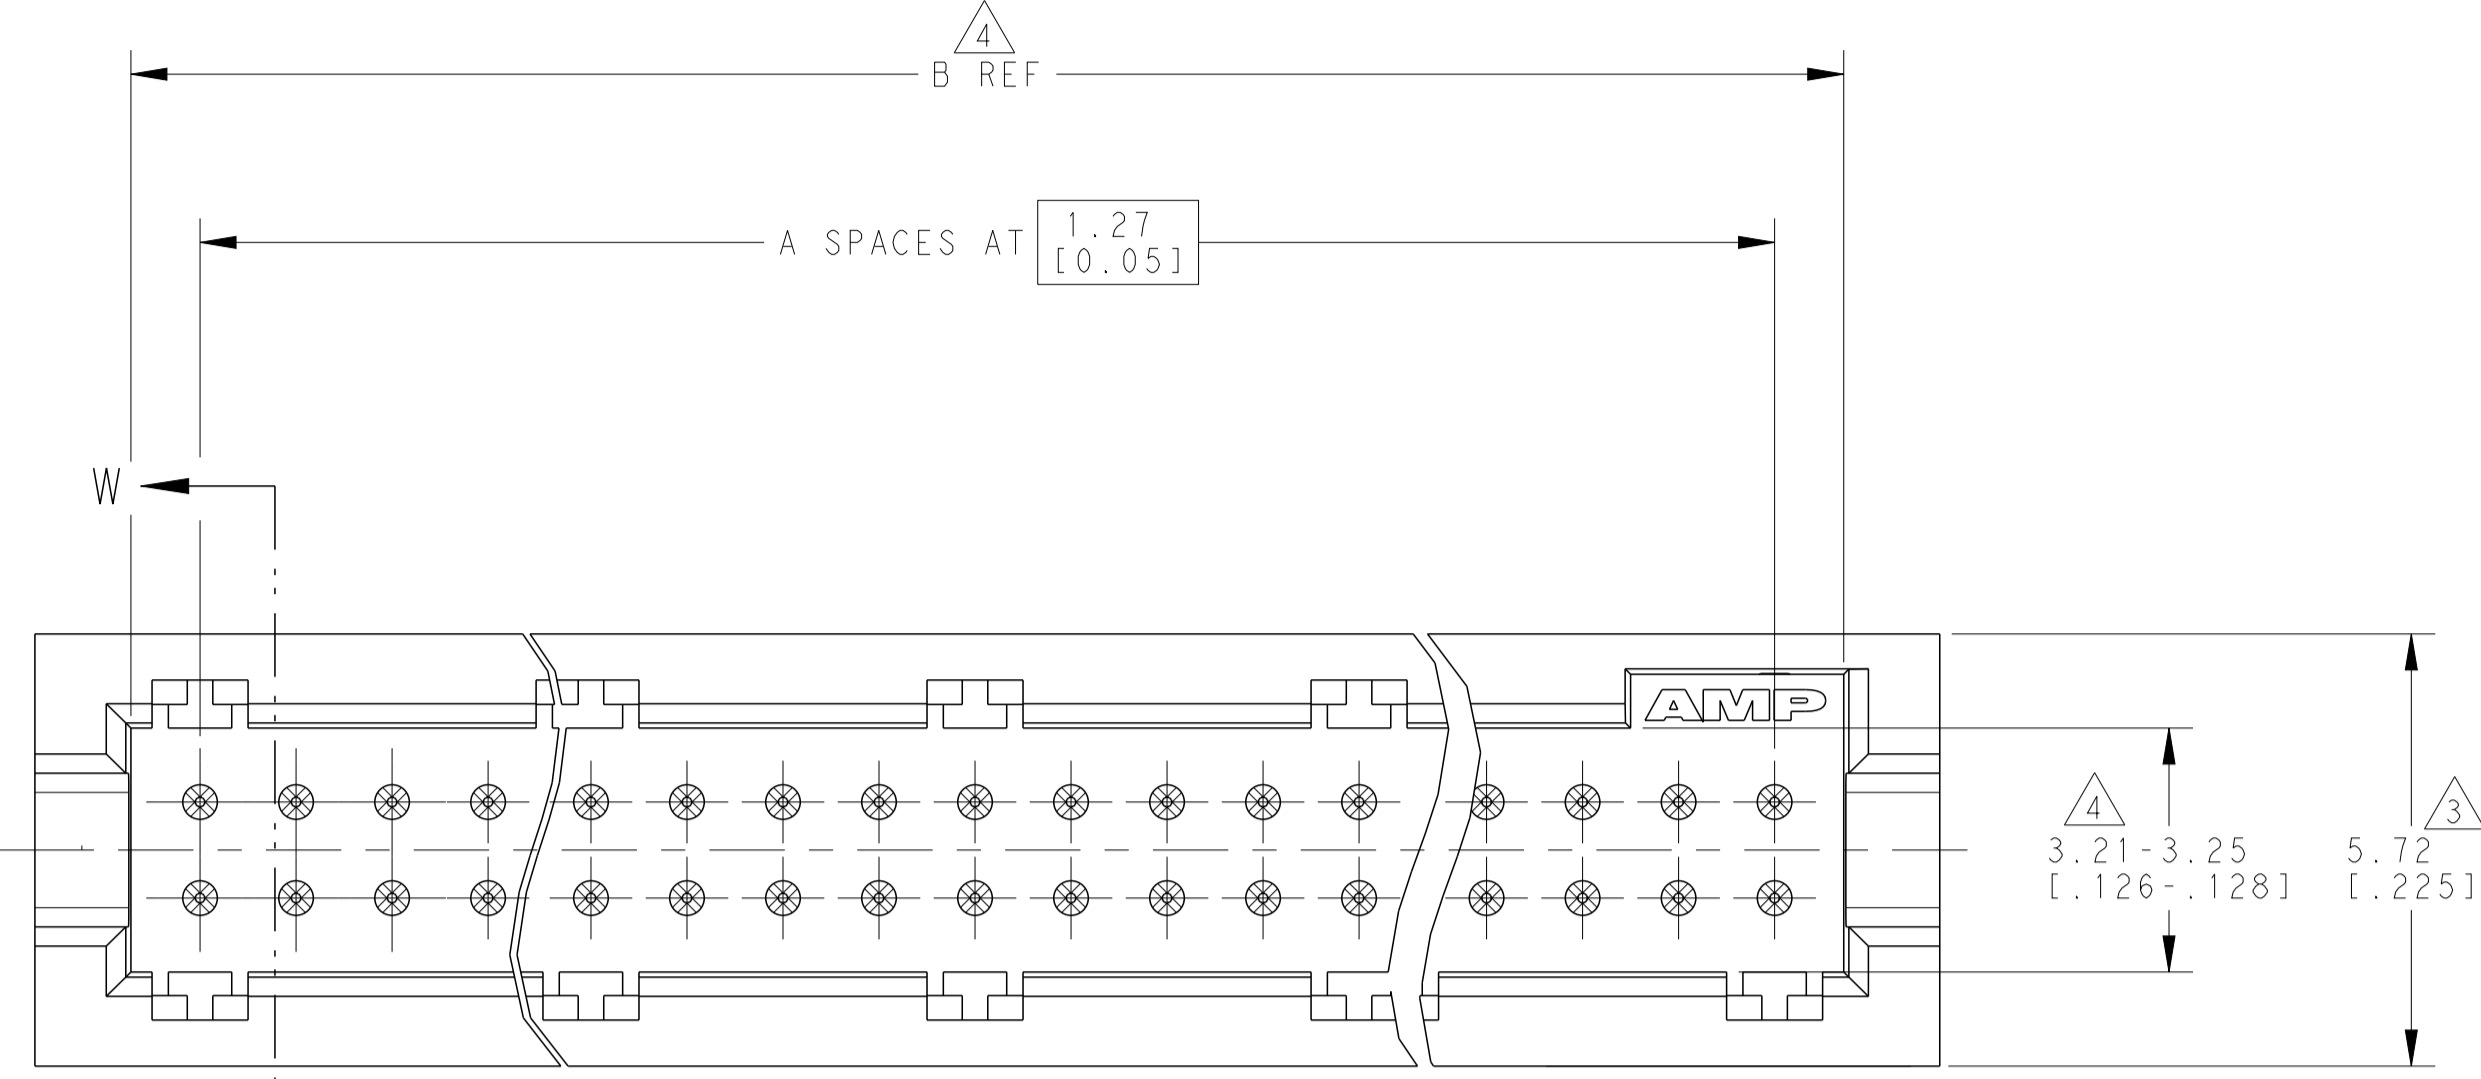 4
B REF
A SPACES AT 1.27
[0.05]
W
AMP
4
3.21-3.25
[.126-.128]
3
5.72
[.225]